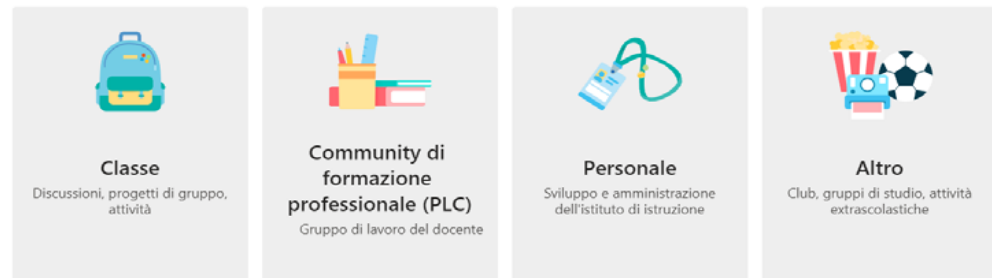 Classe
Discussioni, progetti di gruppo,
attività
Community di
formazione
professionale (PLC)
Gruppo di lavoro del docente
Personale
Sviluppo e amministrazione
dell'istituto di istruzione
Altro
Club, gruppi di studio, attività
extrascolastiche